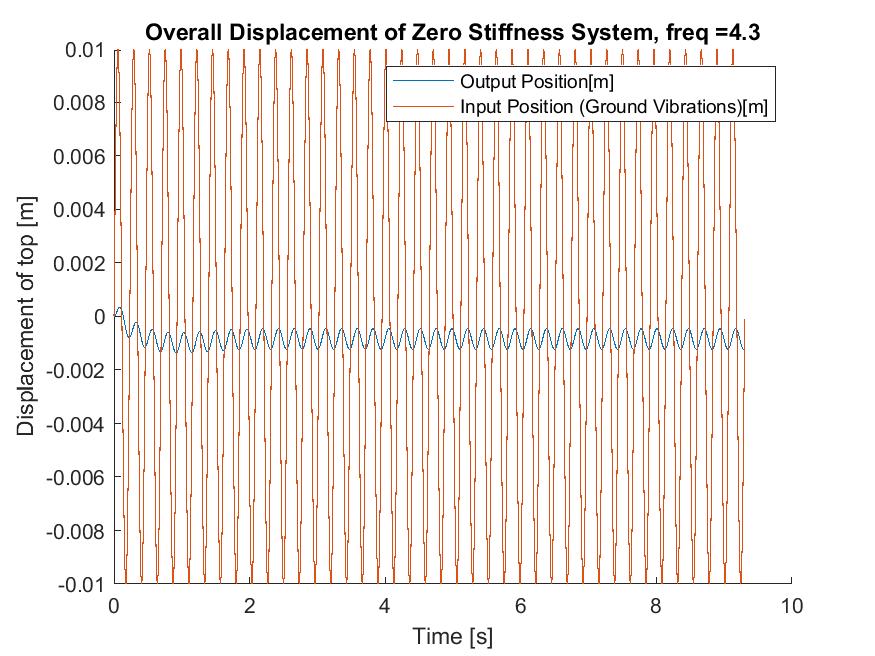 Overall Displacement of Zero Stiffness System, freq =4.3
0.01
0.008
0.006
0.004
0.002
0
-0.002
-0.004
-0.006
-0.008
-0.01
Displacement of top [m]
Output Position[m]
Input Position (Ground Vibrations)[m]
0 2 4 6 8 10
Time [s]